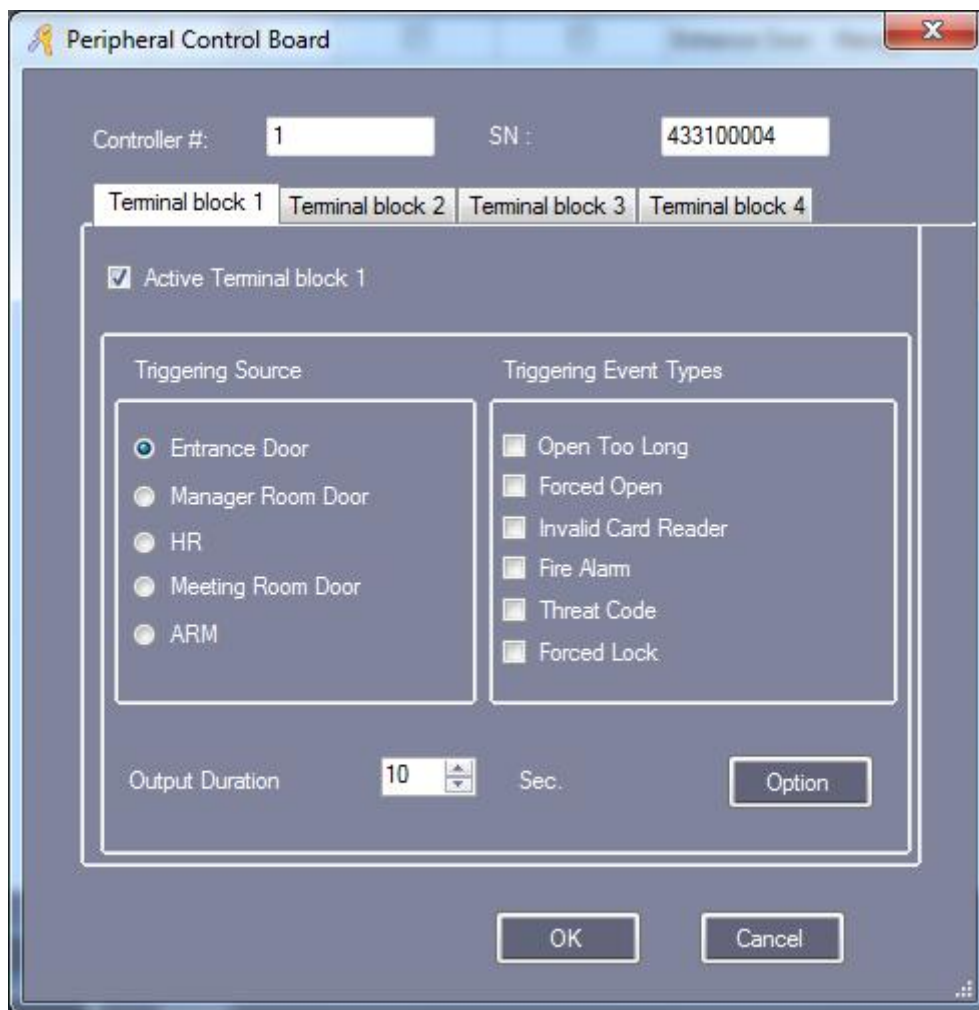 Peripheral Control Board
Controller #: 1 SN : 433100004
Terminal block 1 Terminal block 2 Terminal block 3 Terminal block 4
Active Terminal block 1
Triggering Source
Entrance Door
Manager Room Door
HR
Meeting Room Door
ARM
Triggering Event Types
Open Too Long
Forced Open
Invalid Card Reader
Fire Alarm
Threat Code
Forced Lock
Output Duration 10 Sec. Option
OK Cancel